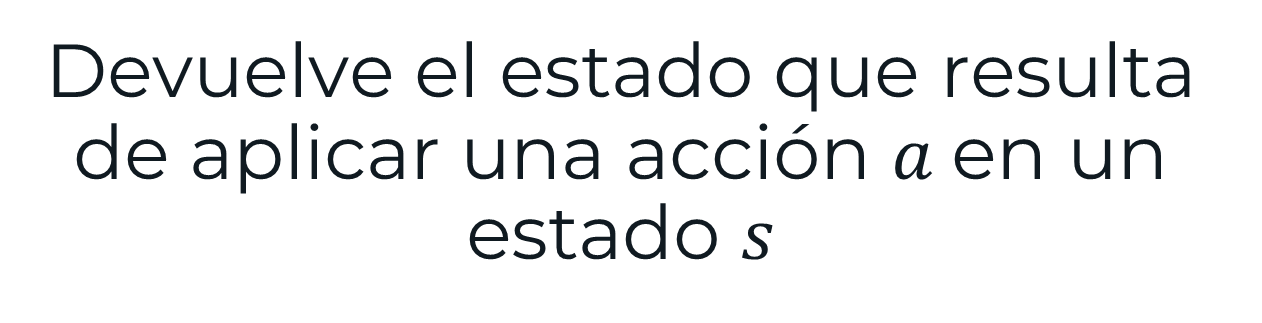 Devuelve el estado que resulta
de aplicar una acción a en un
estado s